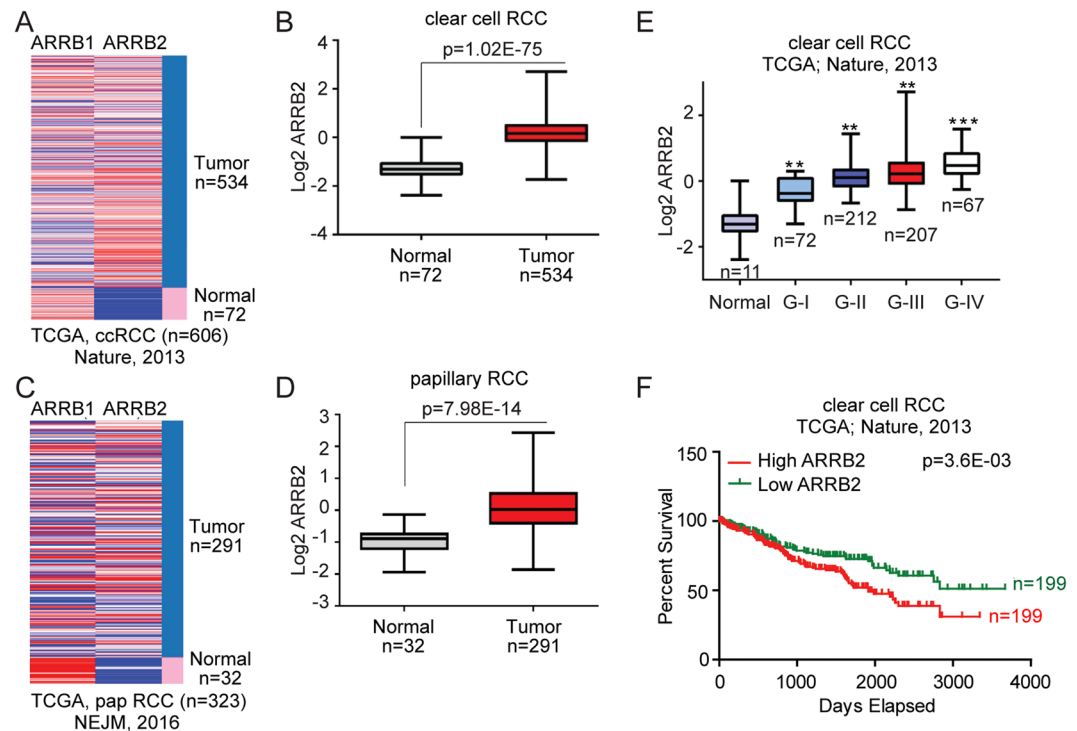 A
ARRB1 ARRB2
Tumor
n=534
Normal
n=72
TCGA, ccRCC (n=606)
Nature, 2013
B
clear cell RCC
p=1.02E-75
Log2 ARRB2
4
2
0
-2
-4
Normal
n=72
Tumor
n=534
E
clear cell RCC
TCGA; Nature, 2013
Log2 ARRB2
2
0
-2
**
**
**
***
n=11
n=72
n=212
n=207
n=67
Normal G-I G-II G-III G-IV
C
ARRB1 ARRB2
Tumor
n=291
Normal
n=32
TCGA, pap RCC (n=323)
NEJM, 2016
D
papillary RCC
p=7.98E-14
Log2 ARRB2
3
2
1
0
-1
-2
-3
Normal
n=32
Tumor
n=291
F
clear cell RCC
TCGA; Nature, 2013
High ARRB2
Low ARRB2
p=3.6E-03
Percent Survival
150
100
50
0
n=199
n=199
0 1000 2000 3000 4000
Days Elapsed